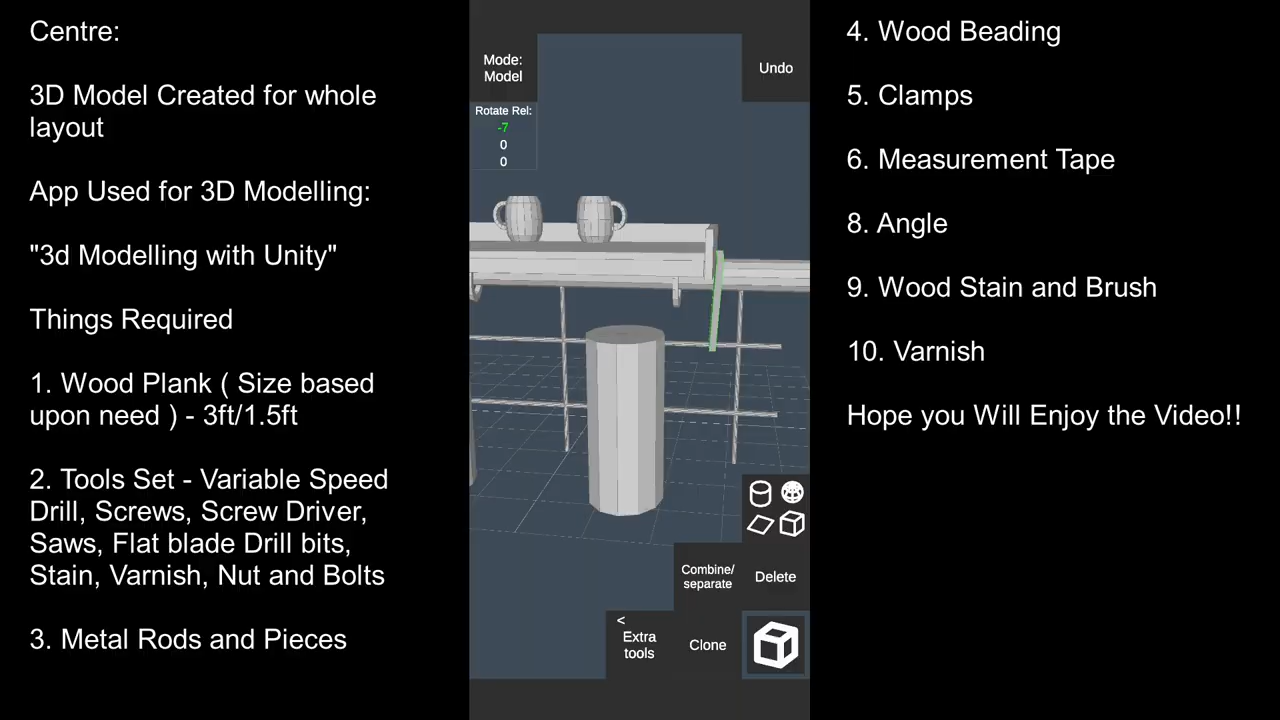 Centre:
3D Model Created for whole
layout
App Used for 3D Modelling:
"3d Modelling with Unity"
Things Required
1. Wood Plank ( Size based
upon need ) - 3ft/1.5ft
2. Tools Set - Variable Speed
Drill, Screws, Screw Driver,
Saws, Flat blade Drill bits,
Stain, Varnish, Nut and Bolts
3. Metal Rods and Pieces
Mode:
Model
Undo
Rotate Rel:
-7
0
0
Combine/
separate
Delete
<
Extra
tools
Clone
4. Wood Beading
5. Clamps
6. Measurement Tape
8. Angle
9. Wood Stain and Brush
10. Varnish
Hope you Will Enjoy the Video!!